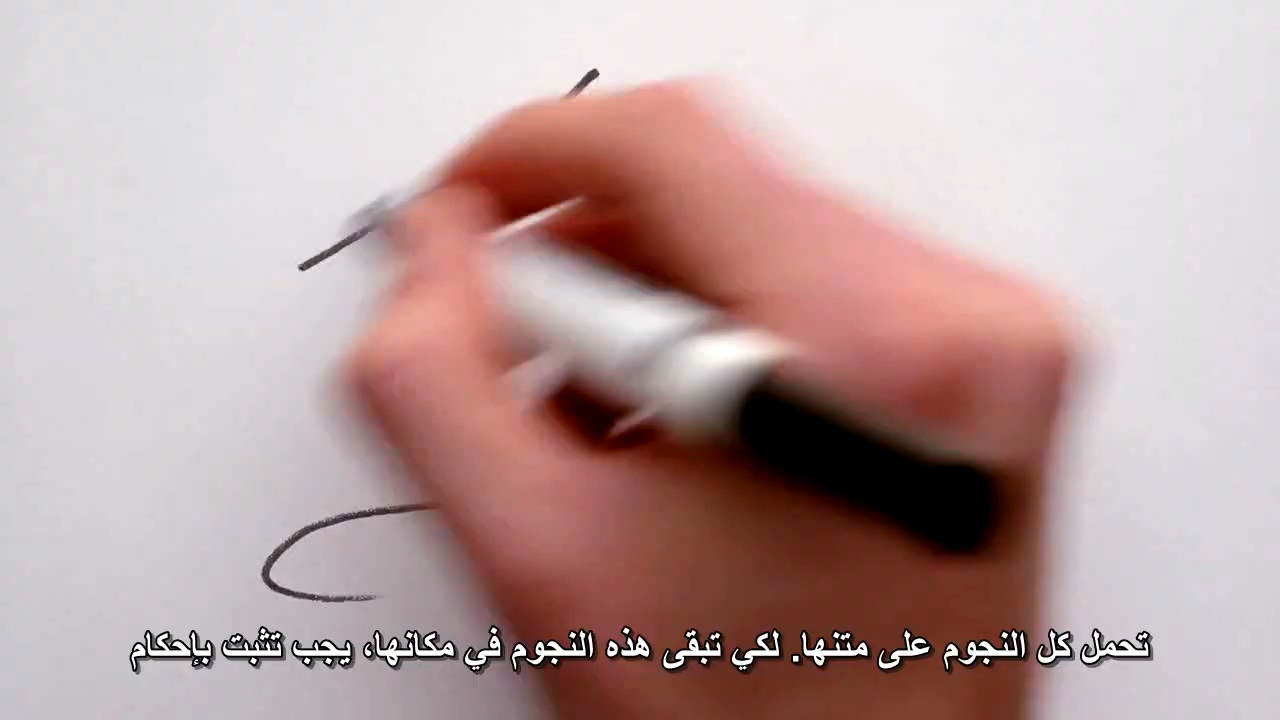 تحمل كل النجوم على متنها. لكي تبقى هذه النجوم في مكانها، يجب تثبت بإحكام